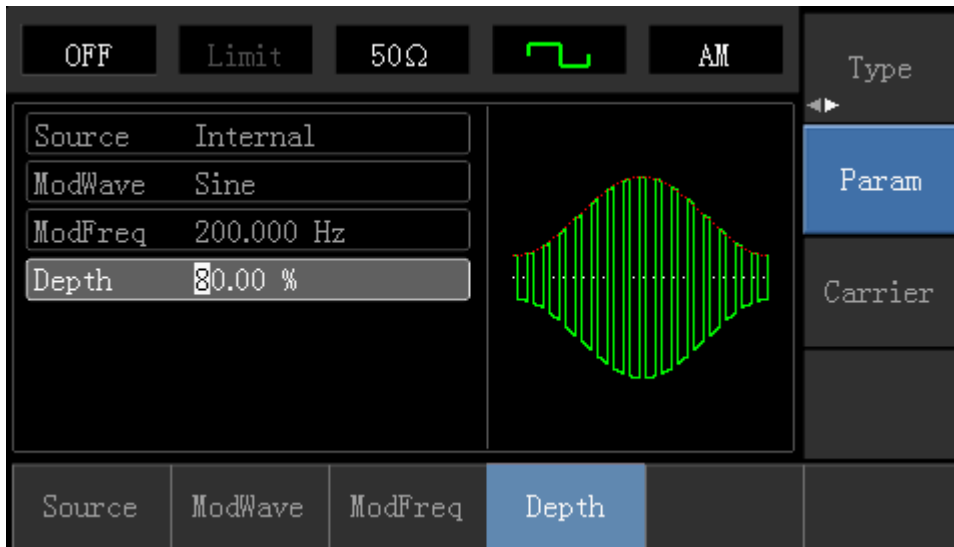 OFF Limit 50Ω AM
Type
Source Internal
ModWave Sine
Param
ModFreq 200.000 Hz
Depth 80.00 %
Carrier
Source ModWave ModFreq Depth